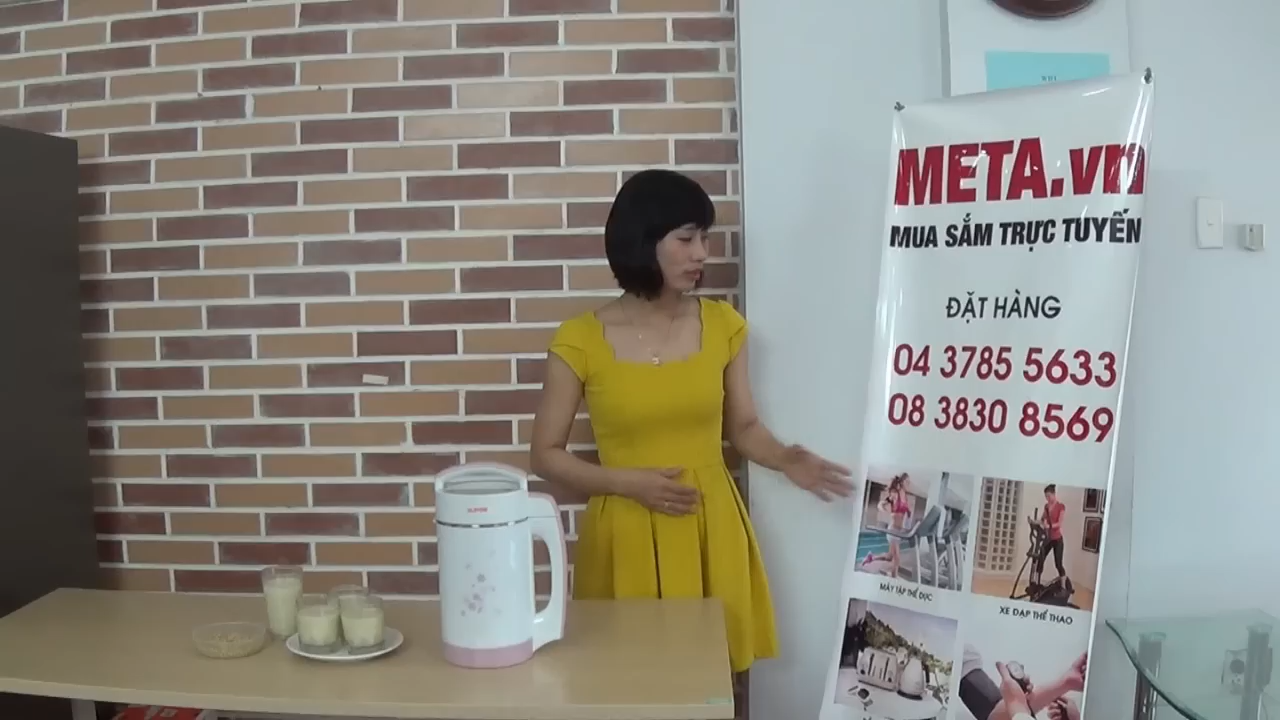 META.vn
MUA SẮM TRỰC TUYẾN
ĐẶT HÀNG
04 3785 5633
08 3830 8569
MÁY TẬP THỂ DỤC
XE ĐẠP THỂ THAO